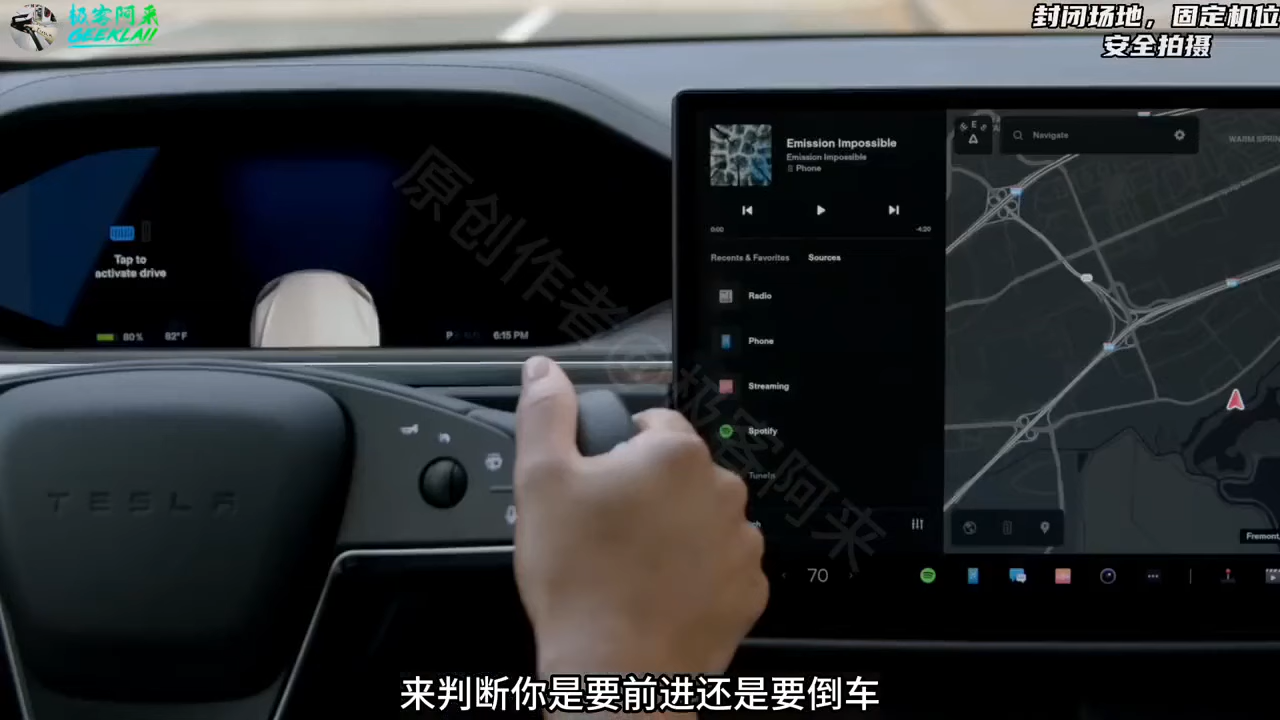 极客阿来
GEEKLAII
封闭场地，固定机位
安全拍摄
原创作者@极客阿来
Tap to
activate drive
80%
82°F
P
6:15 PM
TESLA
Emission Impossible
Emission Impossible
Phone
0:00
-4:20
Recents & Favorites
Sources
Radio
Phone
Streaming
Spotify
TuneIn
Navigate
WARM SPRIN
Fremont,
70
来判断你是要前进还是要倒车